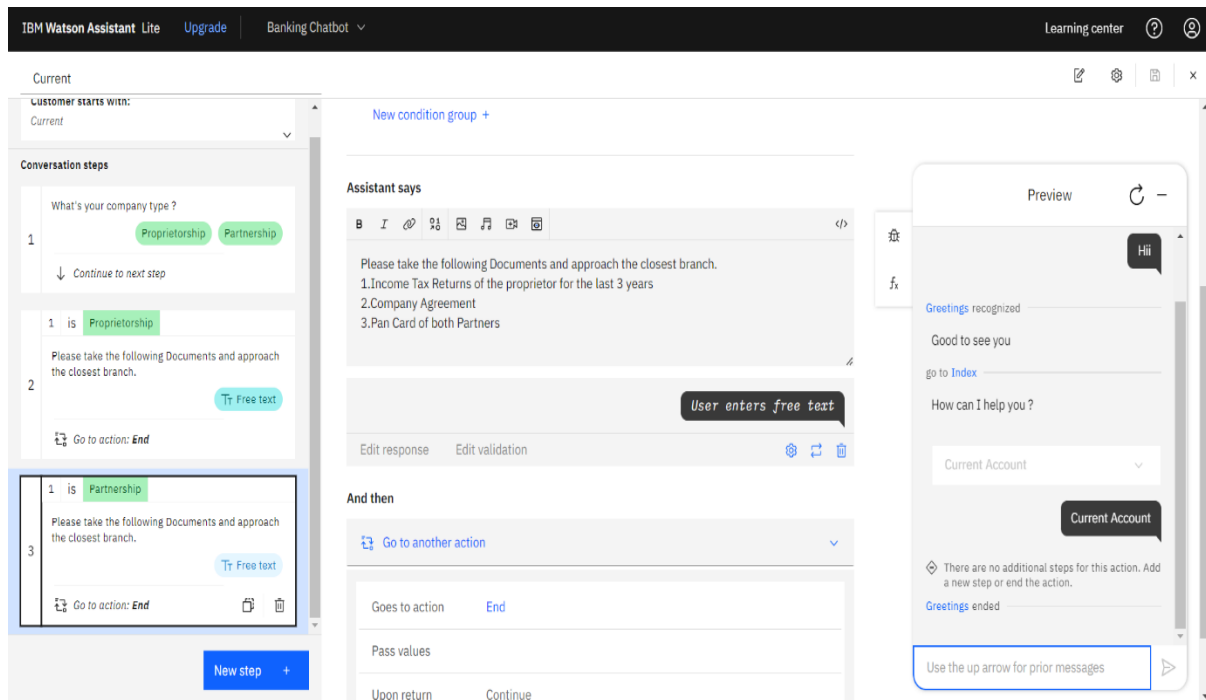 IBM Watson Assistant Lite Upgrade Banking Chatbot Learning center
Current
Customer starts with:
Current
Conversation steps
1
What's your company type ?
Proprietorship Partnership
Continue to next step
2
1 is Proprietorship
Please take the following Documents and approach
the closest branch.
Free text
Go to action: End
3
1 is Partnership
Please take the following Documents and approach
the closest branch.
Free text
Go to action: End
New step +
New condition group +
Assistant says
B I </>
Please take the following Documents and approach the closest branch.
1.Income Tax Returns of the proprietor for the last 3 years
2.Company Agreement
3.Pan Card of both Partners
User enters free text
Edit response Edit validation
And then
Go to another action
Goes to action End
Pass values
Upon return Continue
fx
Preview
Hii
Greetings recognized
Good to see you
go to Index
How can I help you ?
Current Account
Current Account
There are no additional steps for this action. Add
a new step or end the action.
Greetings ended
Use the up arrow for prior messages